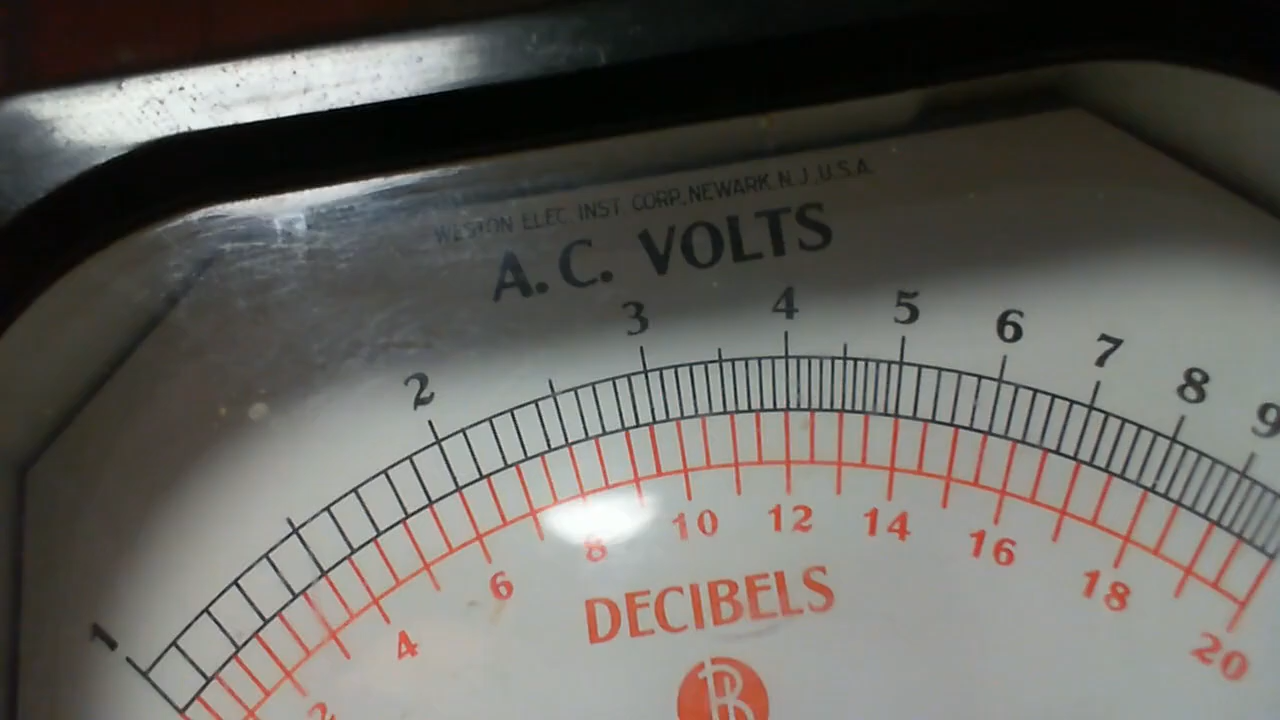 WESTON ELEC INST CORP., NEWARK, N.J., U.S.A.
A.C. VOLTS
1 2 3 4 5 6 7 8 9
2 4 6 8 10 12 14 16 18 20
DECIBELS